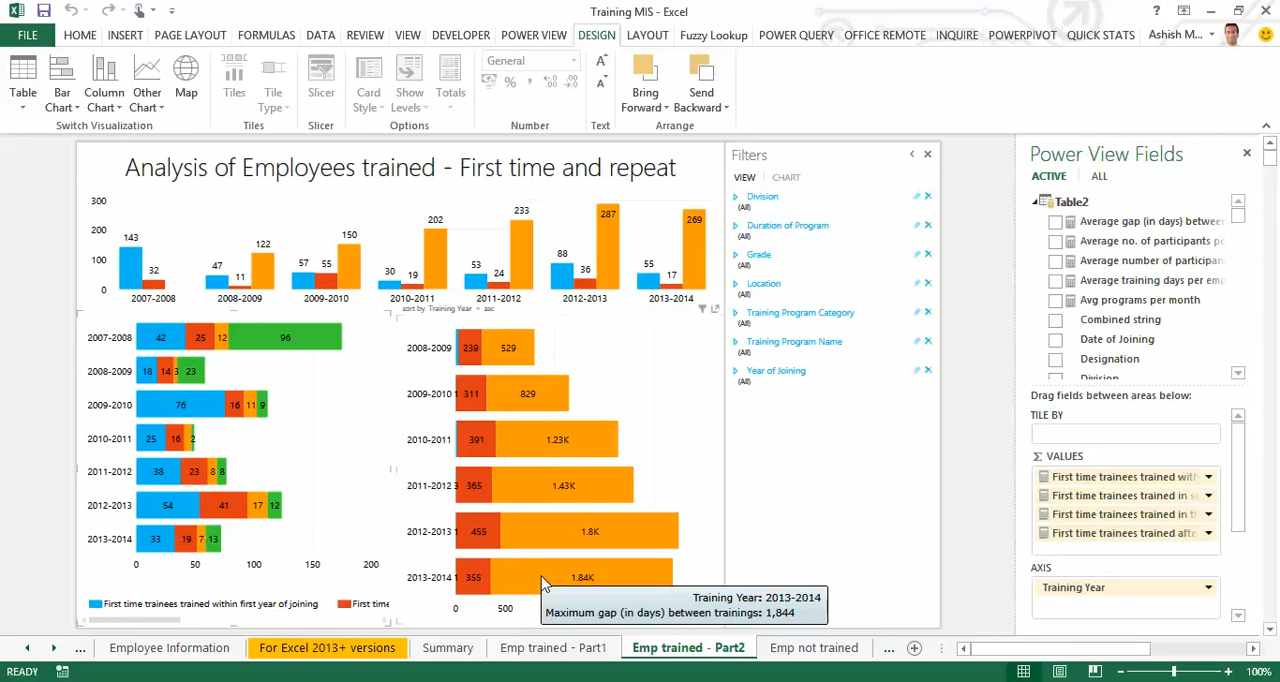 Training MIS - Excel
FILE HOME INSERT PAGE LAYOUT FORMULAS DATA REVIEW VIEW DEVELOPER POWER VIEW DESIGN LAYOUT Fuzzy Lookup POWER QUERY OFFICE REMOTE INQUIRE POWERPIVOT QUICK STATS Ashish M...
General
Table Bar Chart Column Chart Other Chart Map Tiles Tile Type Slicer Card Style Show Levels Totals Bring Forward Send Backward
Switch Visualization Tiles Slicer Options Number Text Arrange
Analysis of Employees trained - First time and repeat
300
200
100
0
143 32
47 11 122
57 55 150
30 19 202
53 24 233
88 36 287
55 17 269
2007-2008 2008-2009 2009-2010 2010-2011 2011-2012 2012-2013 2013-2014
sort by Training Year asc
2007-2008 42 25 12 96
2008-2009 18 14 3 23
2009-2010 76 16 11 9
2010-2011 25 16 2
2011-2012 38 23 8 8
2012-2013 54 41 17 12
2013-2014 33 19 7 13
0 50 100 150 200
First time trainees trained within first year of joining First time
2008-2009 239 529
2009-2010 1 311 829
2010-2011 391 1.23K
2011-2012 3 365 1.43K
2012-2013 1 455 1.8K
2013-2014 1 355 1.84K
0 500
Training Year: 2013-2014
Maximum gap (in days) between trainings: 1,844
Filters
VIEW CHART
Division
(All)
Duration of Program
(All)
Grade
(All)
Location
(All)
Training Program Category
(All)
Training Program Name
(All)
Year of Joining
(All)
Power View Fields
ACTIVE ALL
Table2
Average gap (in days) between
Average no. of participants pe
Average number of participan
Average training days per emp
Avg programs per month
Combined string
Date of Joining
Designation
Division
Drag fields between areas below:
TILE BY
Σ VALUES
First time trainees trained with
First time trainees trained in sa
First time trainees trained in th
First time trainees trained afte
AXIS
Training Year
... Employee Information For Excel 2013+ versions Summary Emp trained - Part1 Emp trained - Part2 Emp not trained ...
READY 100%